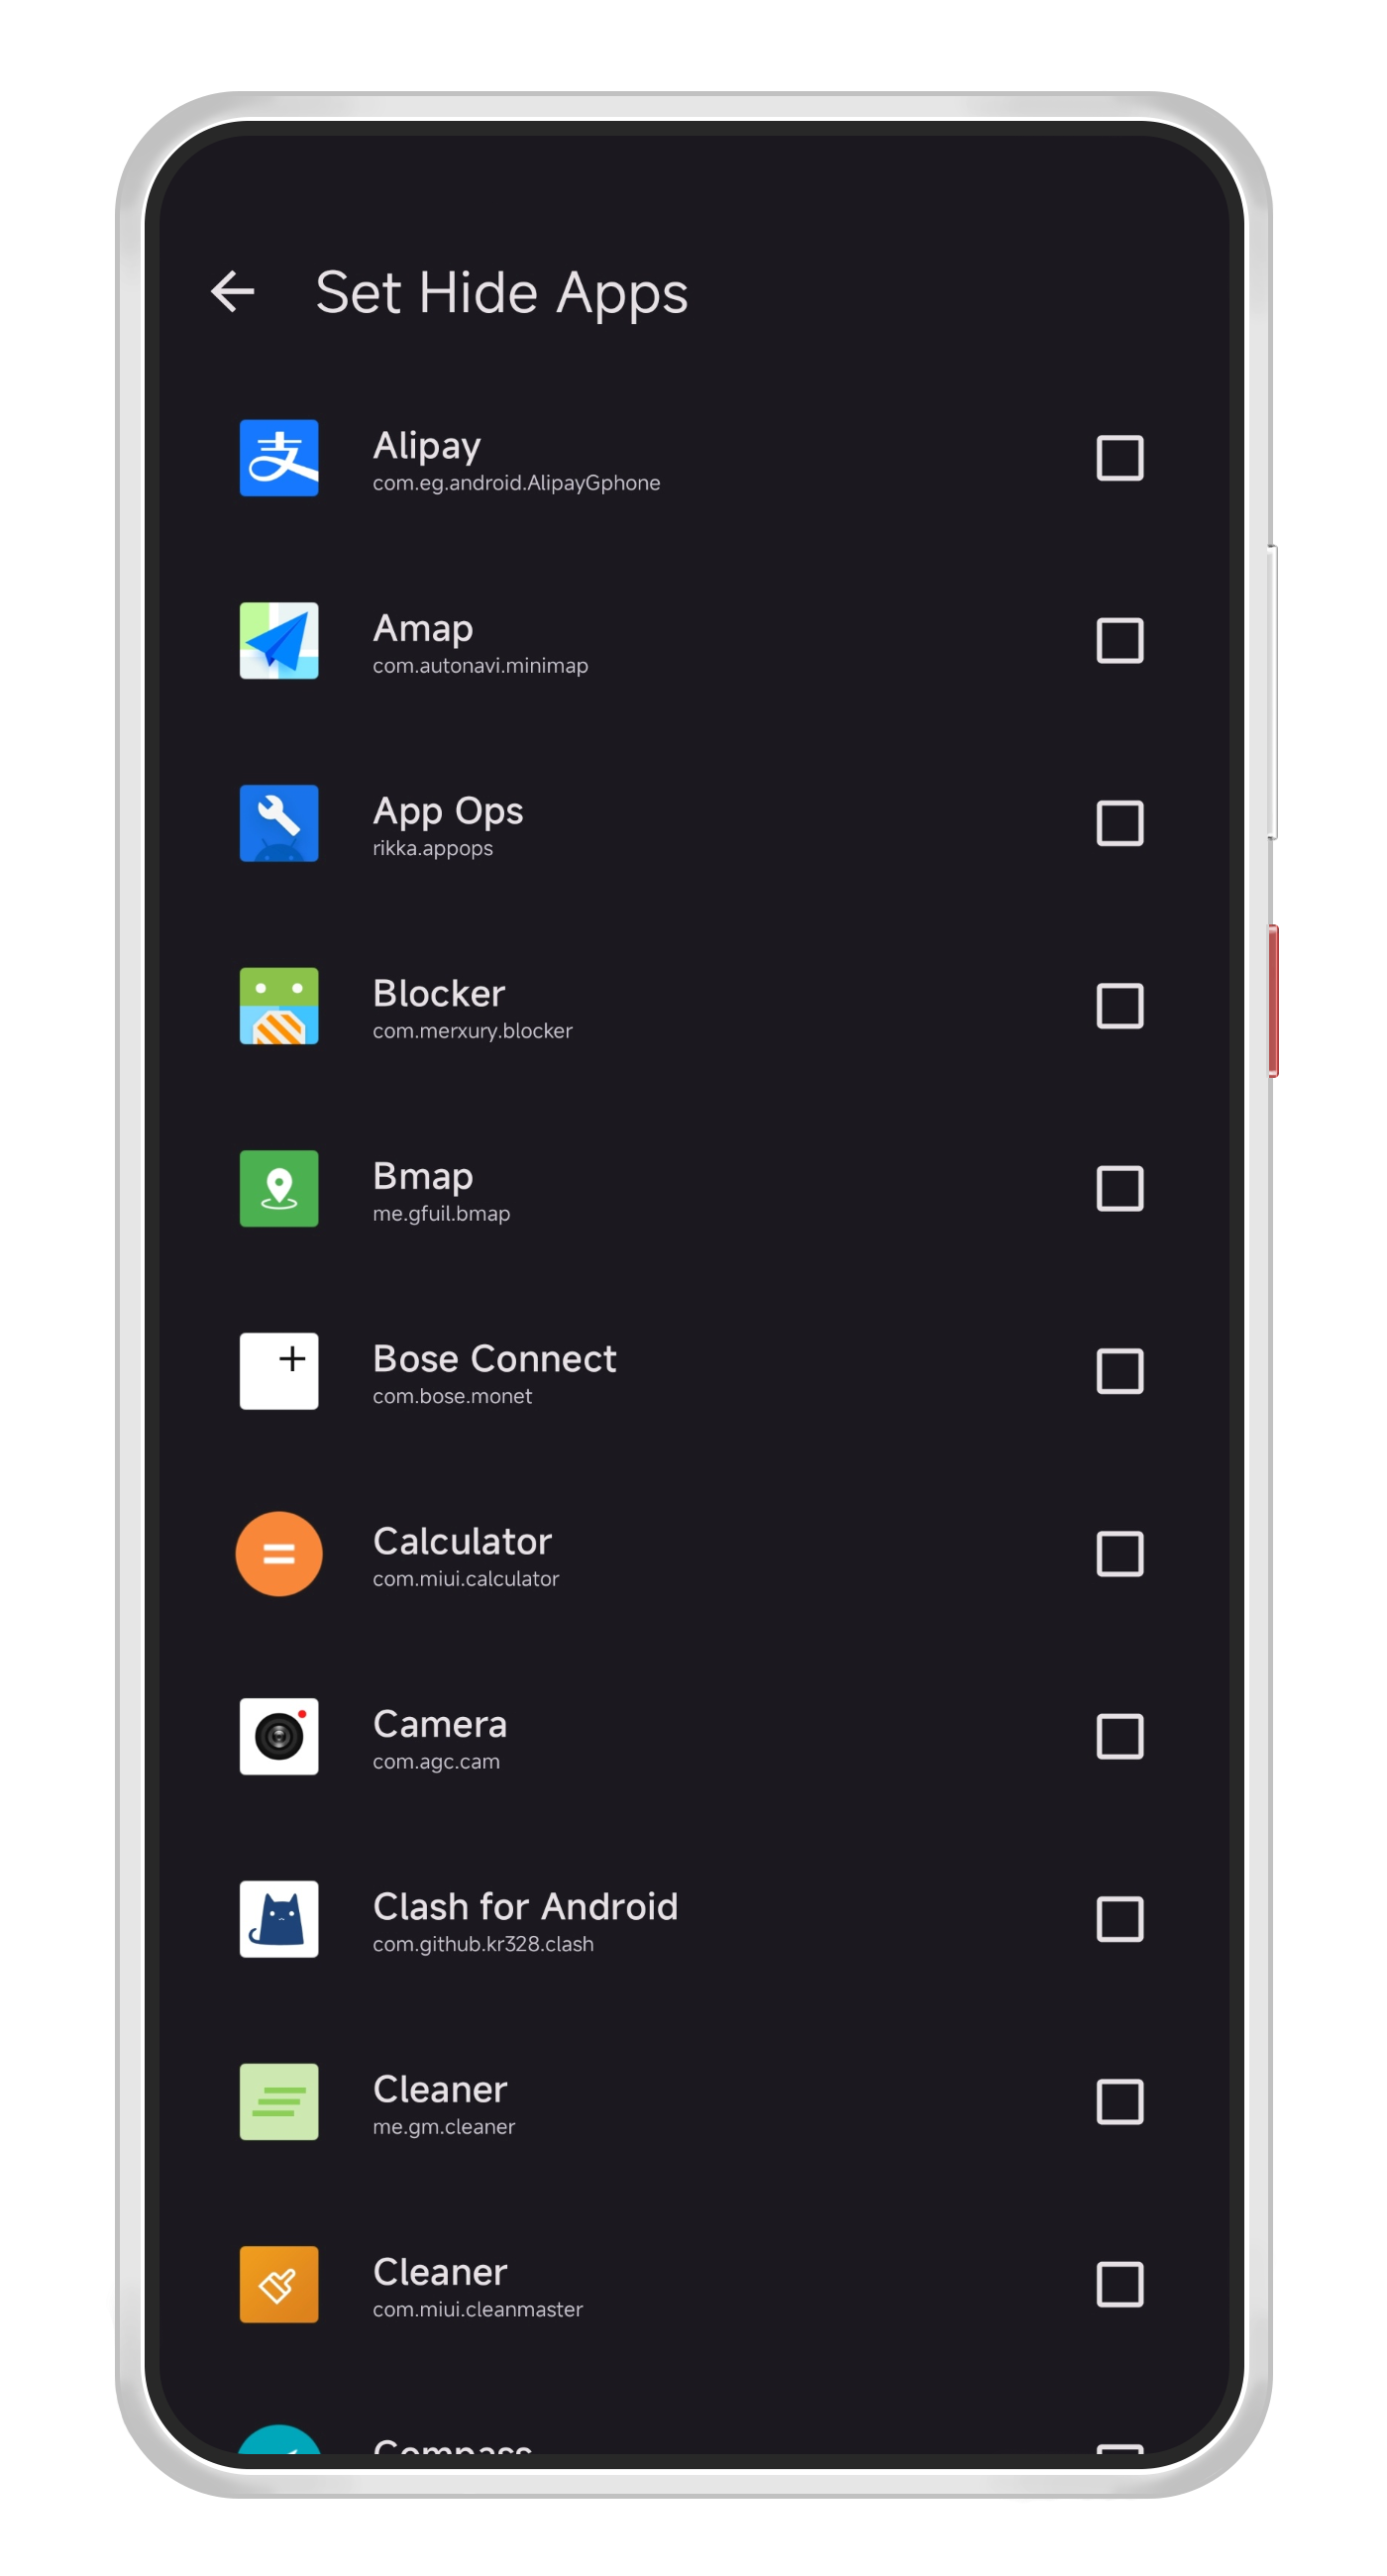 Set Hide Apps
支
Alipay
com.eg.android.AlipayGphone
Amap
com.autonavi.minimap
App Ops
rikka.appops
Blocker
com.merxury.blocker
Bmap
me.gfuil.bmap
Bose Connect
com.bose.monet
Calculator
com.miui.calculator
Camera
com.agc.cam
Clash for Android
com.github.kr328.clash
Cleaner
me.gm.cleaner
Cleaner
com.miui.cleanmaster
Compass